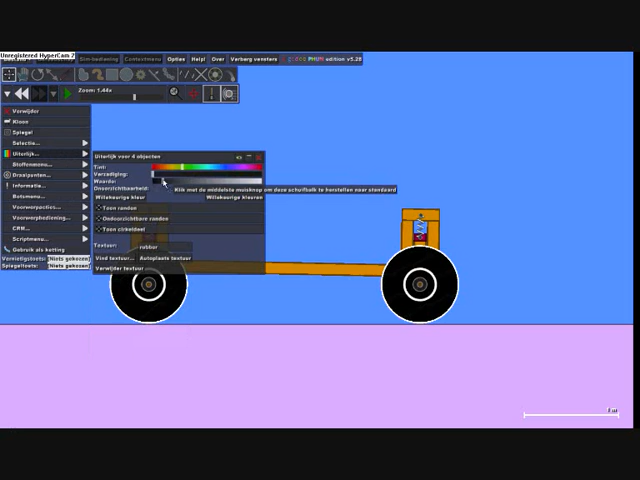 Unregistered HyperCam 2
Sim-bediening Contactmenu Opties Help! Over Verberg vensters PHUN edition v5.28
Zoom: 1.44x
Verwijder
Kloon
Spiegel
Selectie...
Uiterlijk...
Stoffenmenu...
Draaipunten...
Informatie...
Botsmenu...
Voorwerpacties...
Voorwerpbediening...
CRM...
Scriptmenu...
Gebruik als ketting
Vernietigstoets: [Niets gekozen]
Spiegeltoets: [Niets gekozen]
Uiterlijk voor 4 objecten
Tint:
Verzadiging:
Waarde:
Ondoorzichtbaarheid:
Klik met de middelste muisknop om deze schuifbalk te herstellen naar standaard
Willekeurige kleur
Willekeurige kleuren
Toon randen
Ondoorzichtbare randen
Toon cirkeldeel
Textuur: rubber
Vind textuur... Autoplaats textuur
Verwijder textuur